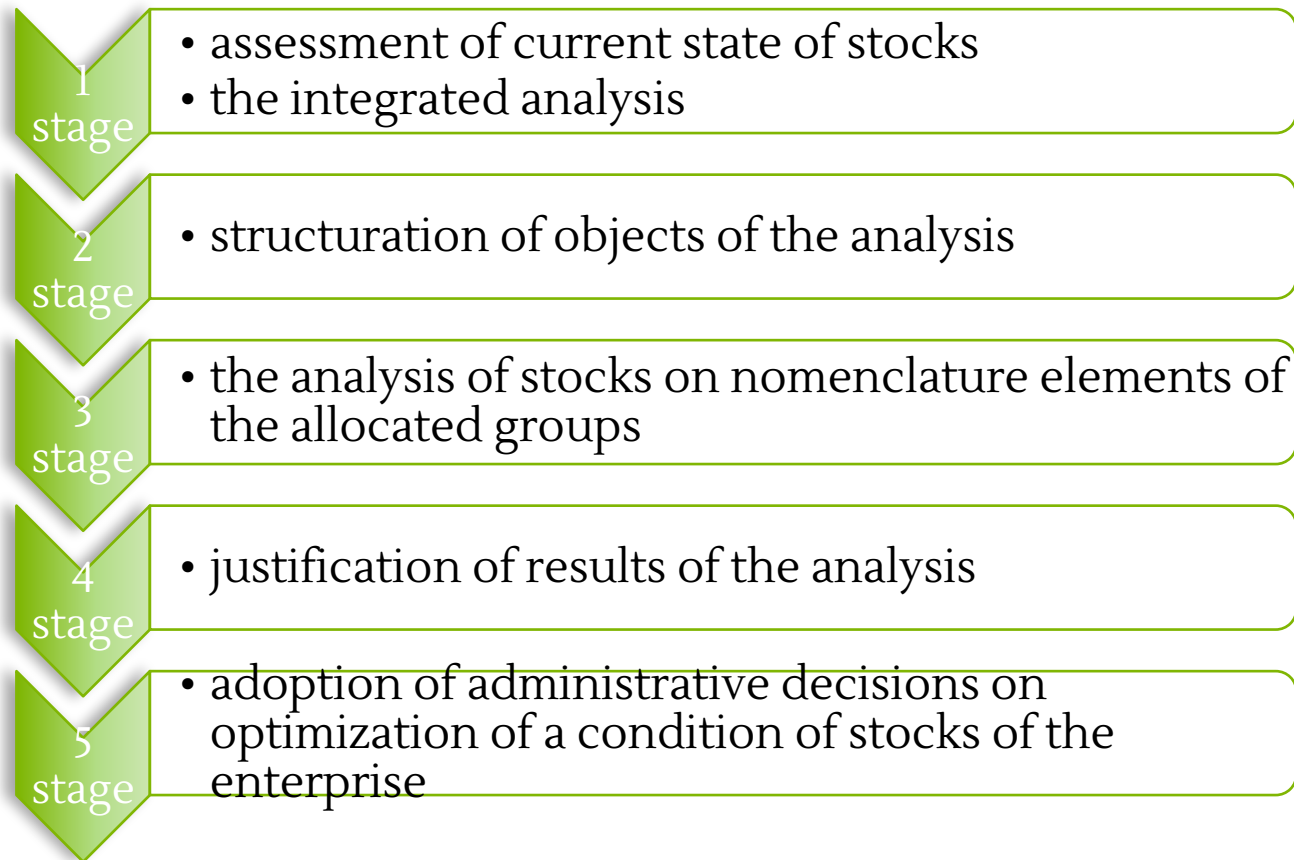 1
stage
• assessment of current state of stocks
• the integrated analysis
2
stage
• structuration of objects of the analysis
3
stage
• the analysis of stocks on nomenclature elements of
the allocated groups
4
stage
• justification of results of the analysis
5
stage
• adoption of administrative decisions on
optimization of a condition of stocks of the
enterprise